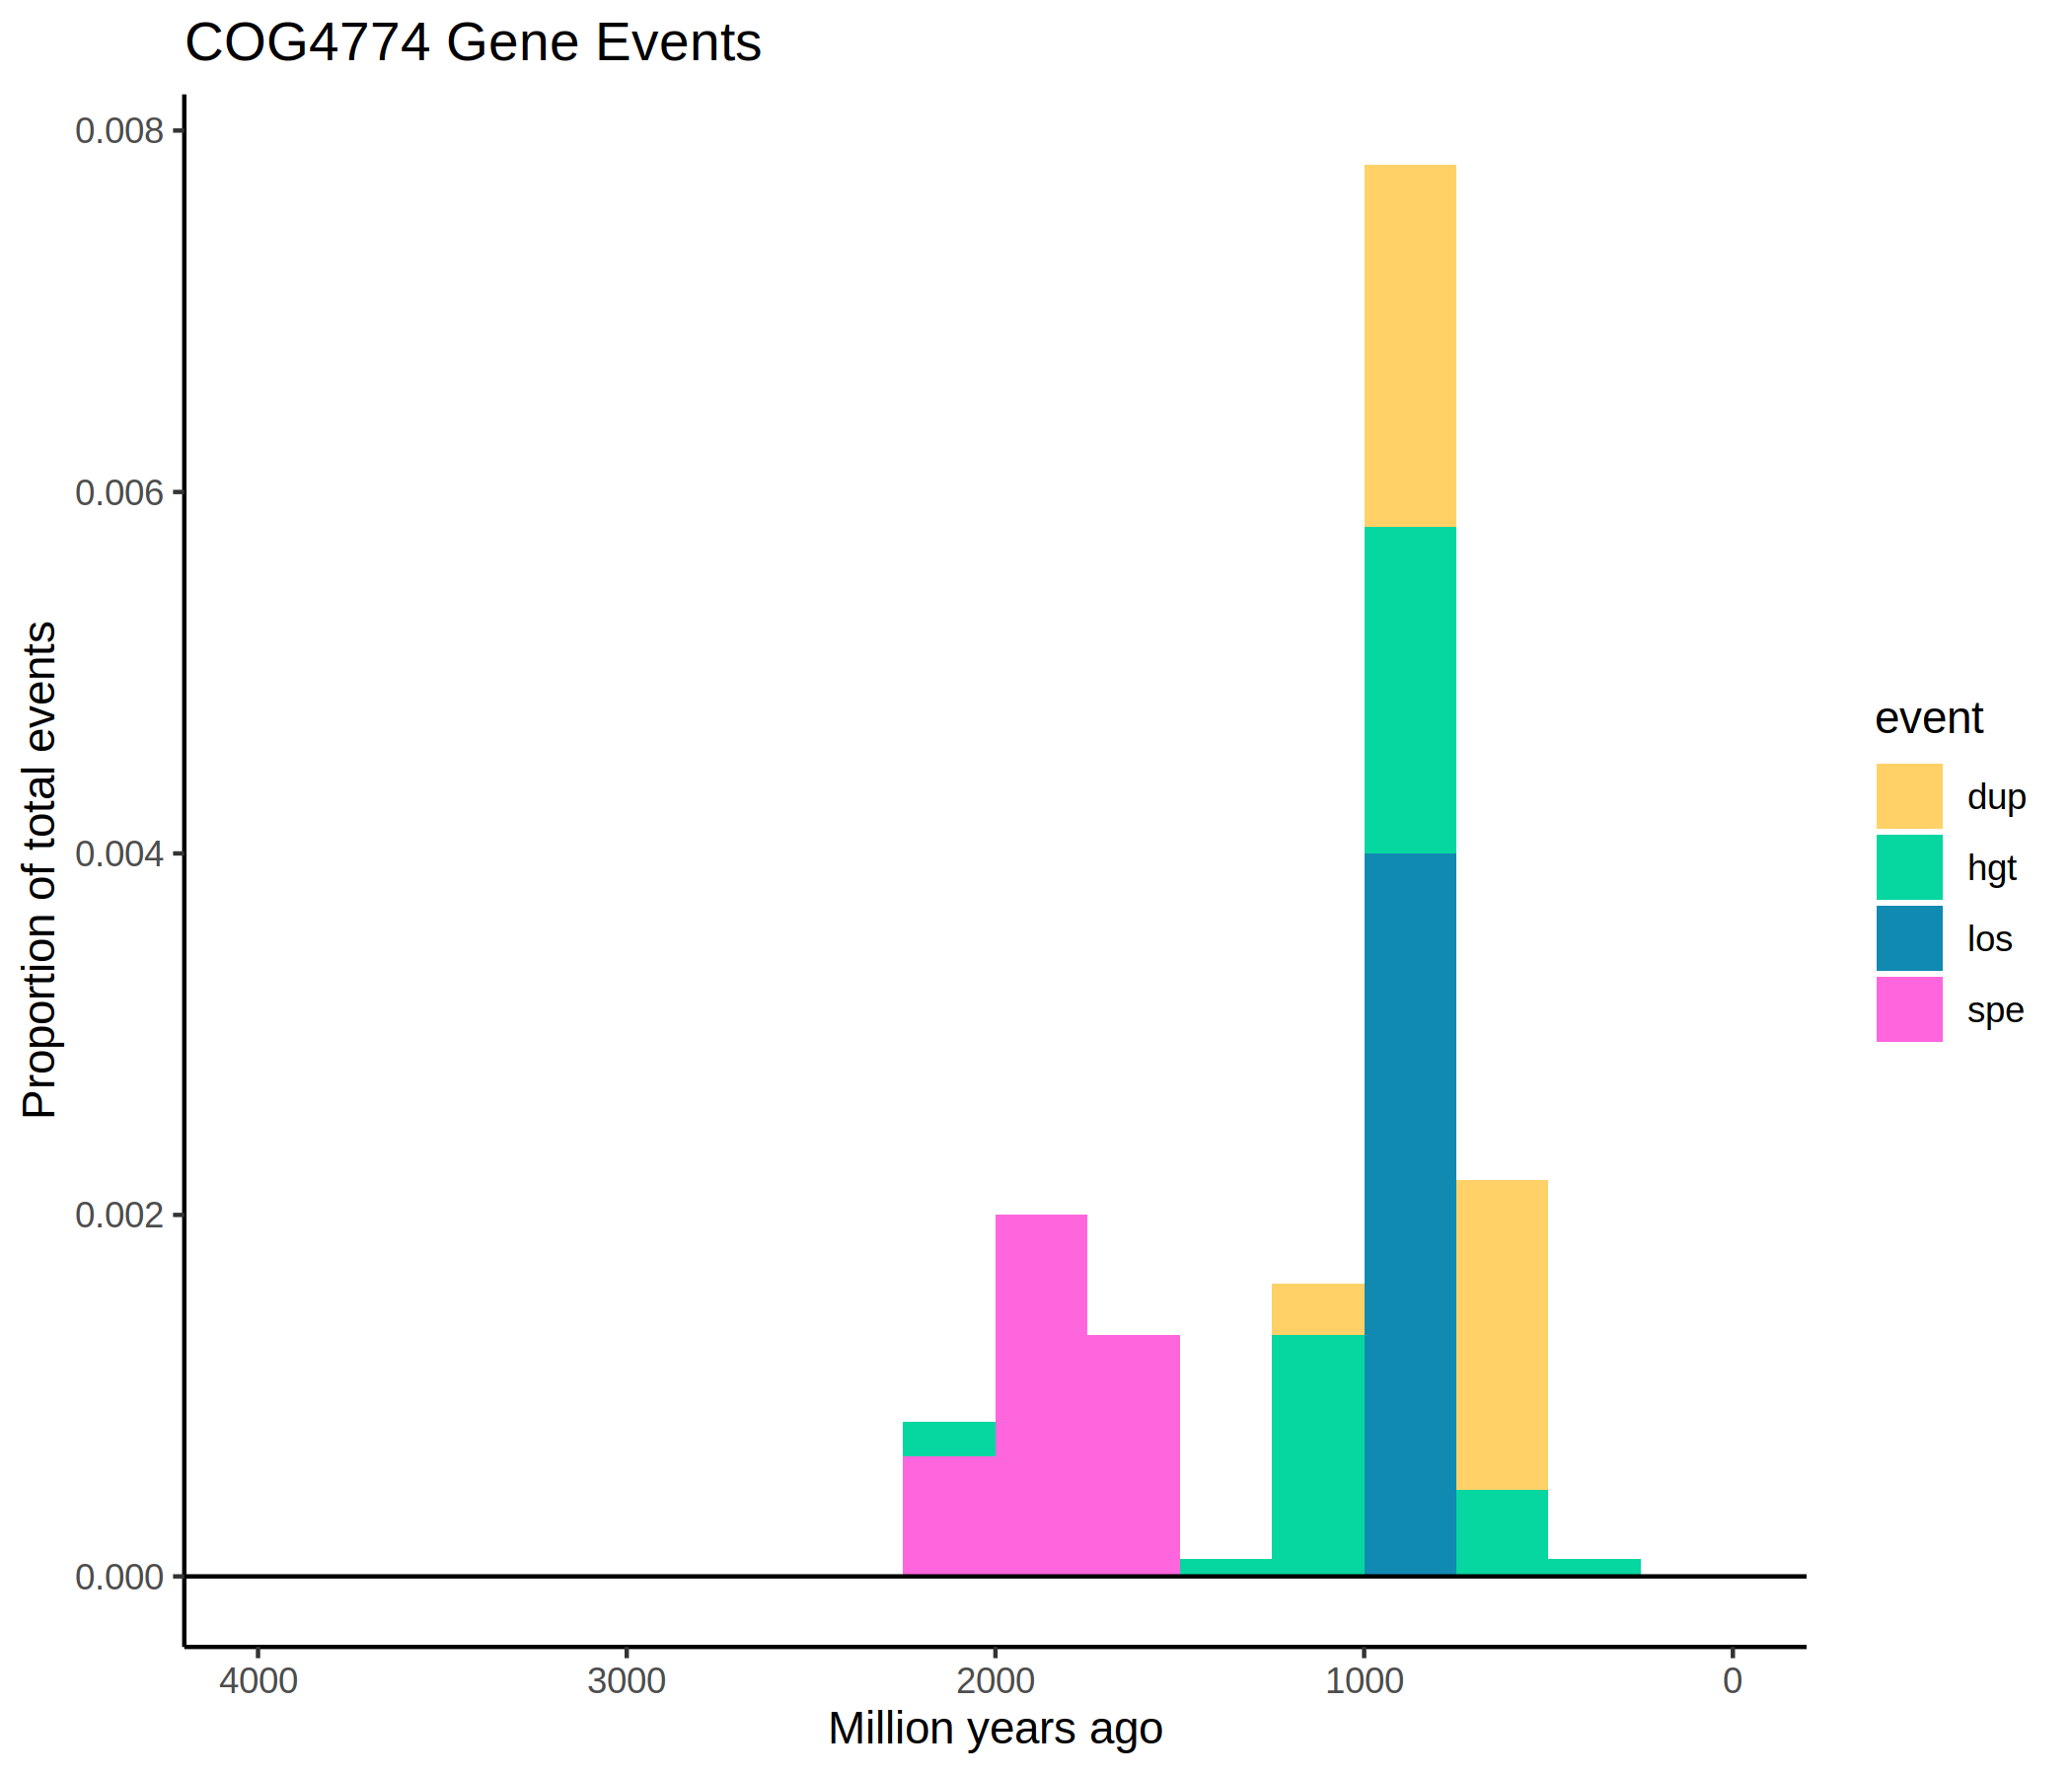 COG4774 Gene Events
0.008
0.006
0.004
0.002
0.000
Proportion of total events
4000 3000 2000 1000 0
Million years ago
event
dup
hgt
los
spe